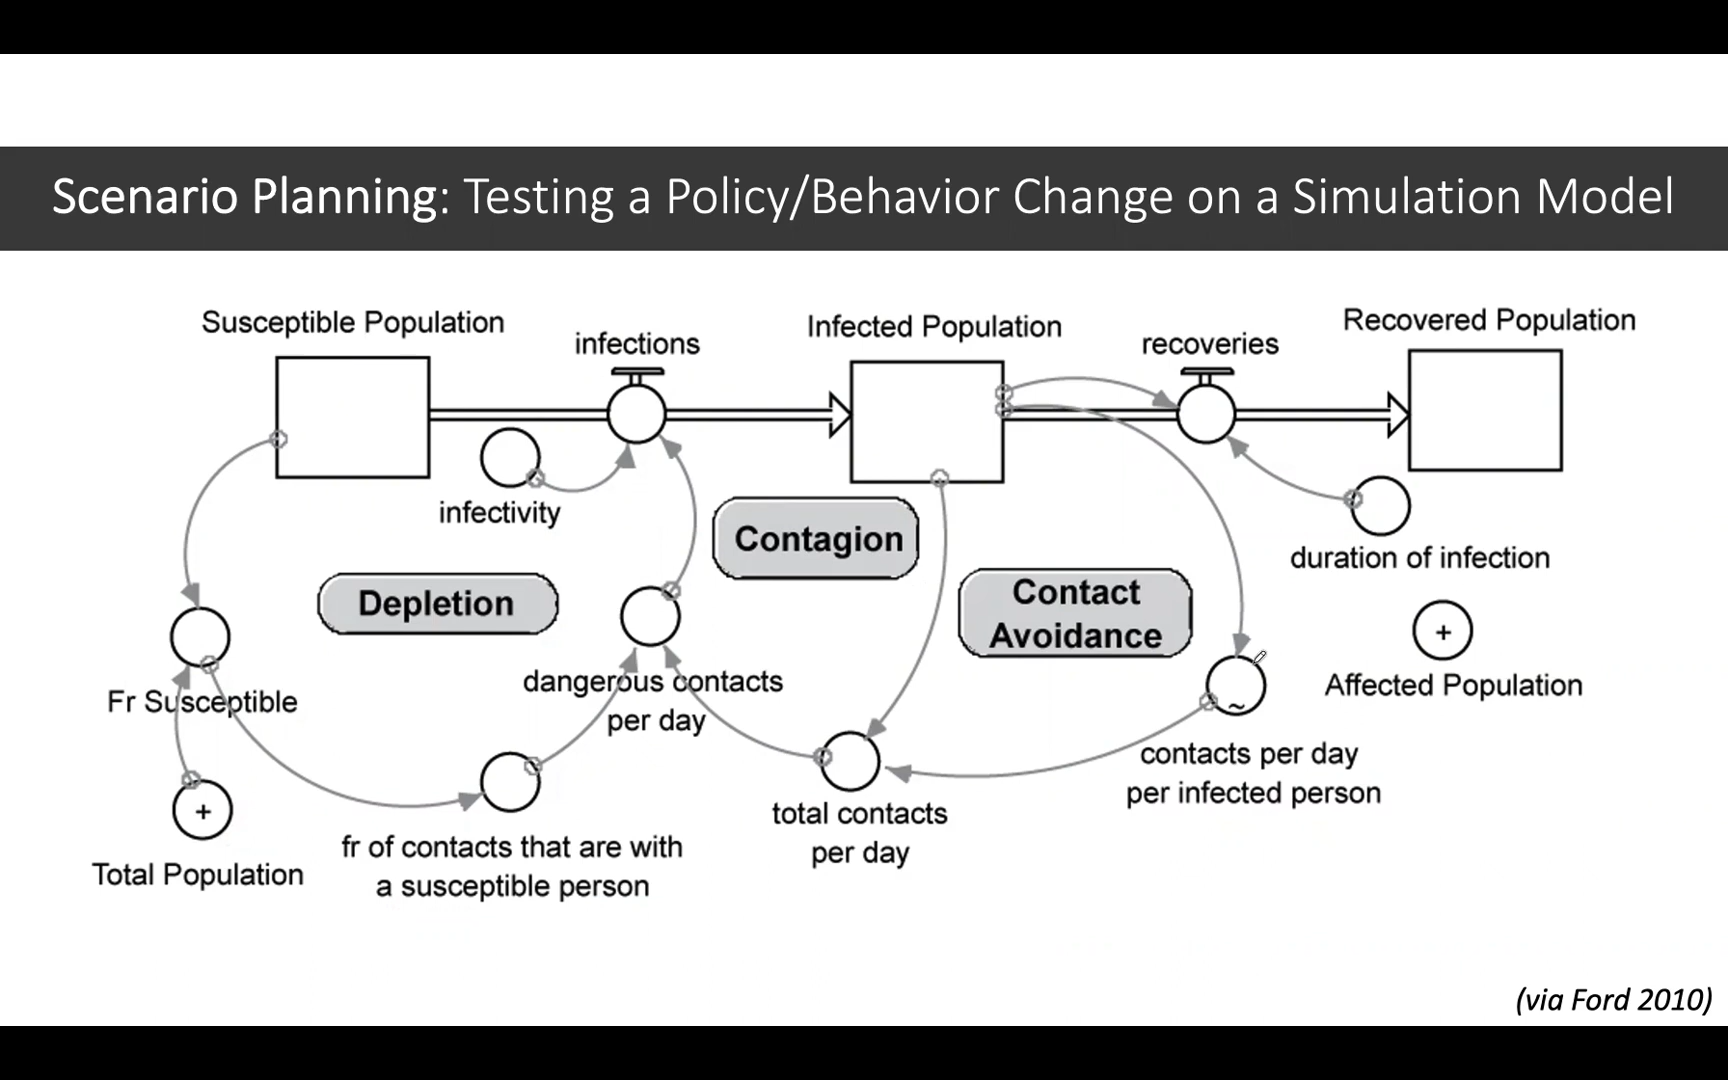 Scenario Planning: Testing a Policy/Behavior Change on a Simulation Model
Susceptible Population
infections
Infected Population
recoveries
Recovered Population
infectivity
Contagion
duration of infection
Depletion
Contact
Avoidance
+
dangerous contacts
per day
Affected Population
Fr Susceptible
~
contacts per day
per infected person
+
total contacts
per day
Total Population
fr of contacts that are with
a susceptible person
(via Ford 2010)